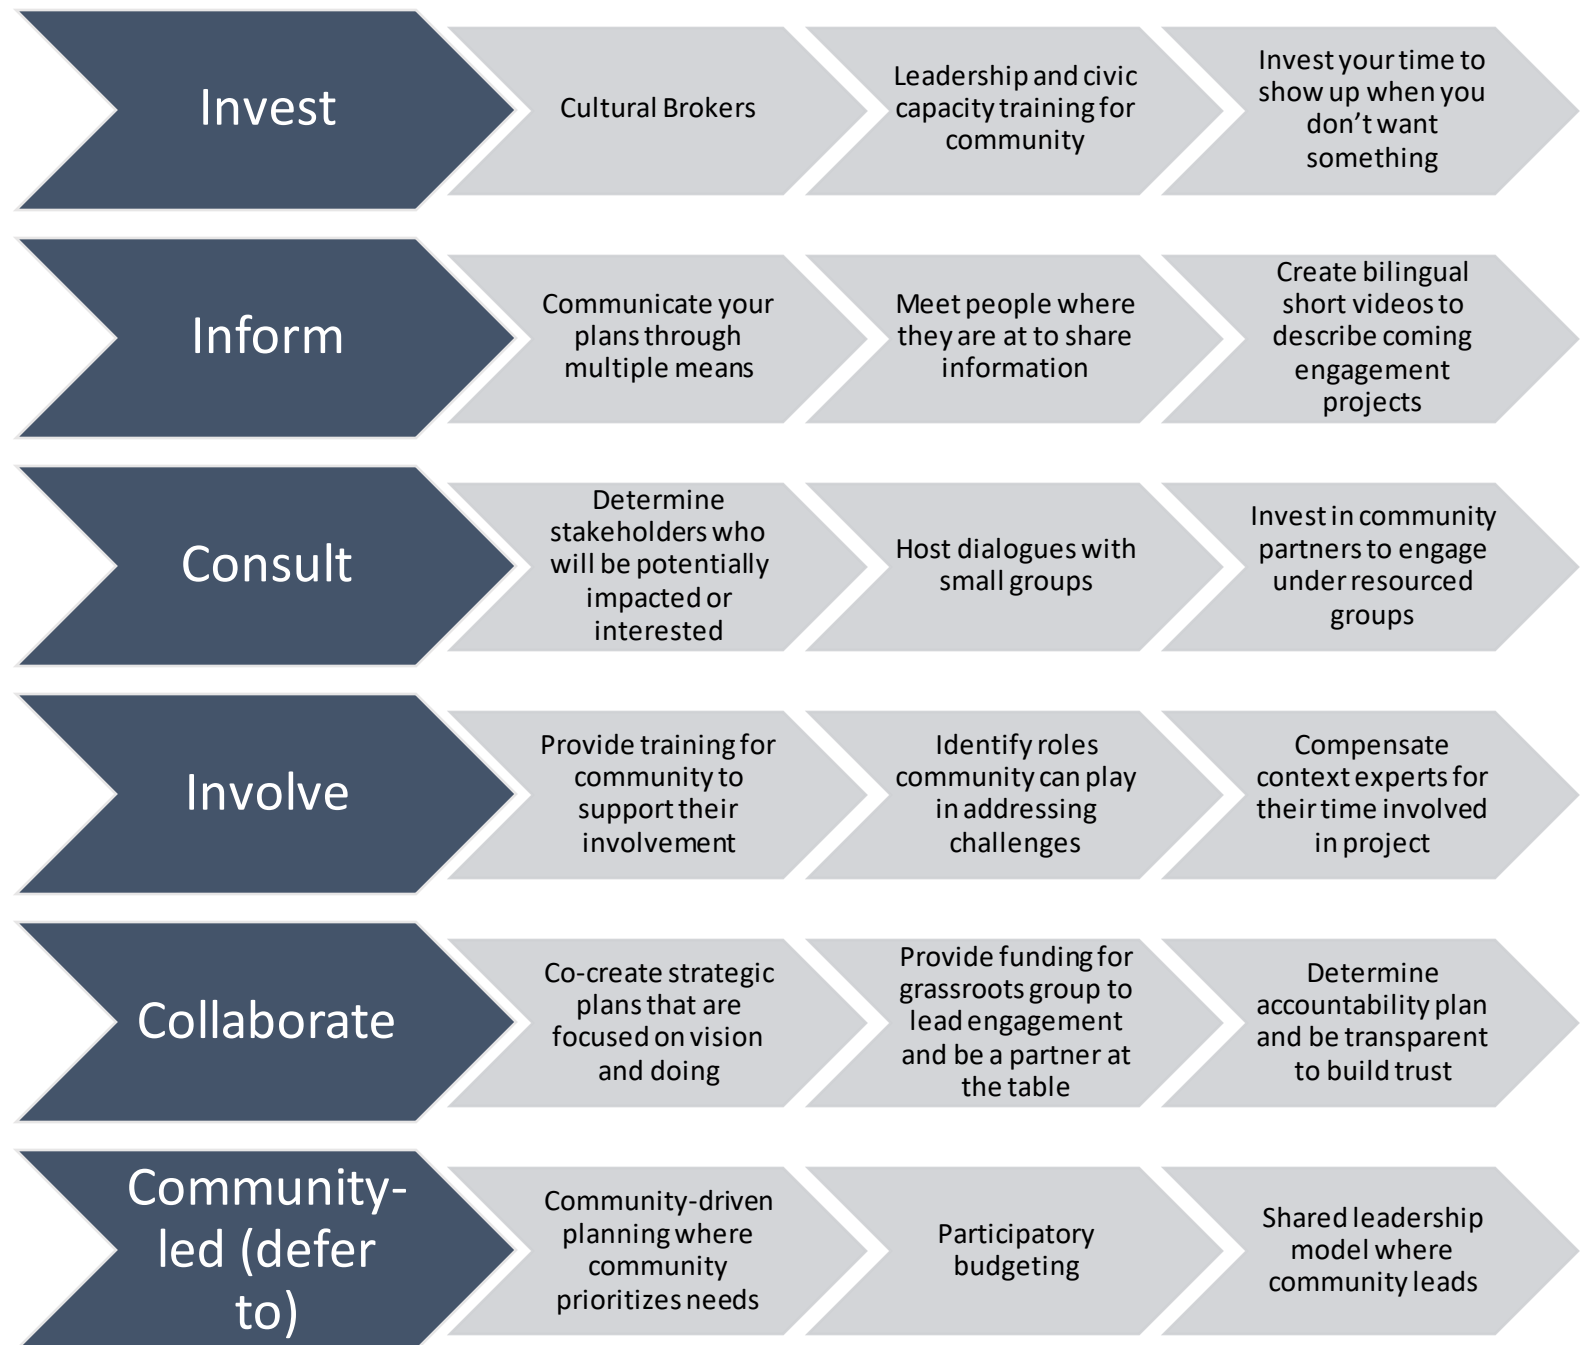 Invest
Cultural Brokers
Leadership and civic
capacity training for
community
Invest your time to
show up when you
don't want
something
Inform
Communicate your
plans through
multiple means
Meet people where
they are at to share
information
Create bilingual
short videos to
describe coming
engagement
projects
Consult
Determine
stakeholders who
will be potentially
impacted or
interested
Host dialogues with
small groups
Invest in community
partners to engage
under resourced
groups
Involve
Provide training for
community to
support their
involvement
Identify roles
community can play
in addressing
challenges
Compensate
context experts for
their time involved
in project
Collaborate
Co-create strategic
plans that are
focused on vision
and doing
Provide funding for
grassroots group to
lead engagement
and be a partner at
the table
Determine
accountability plan
and be transparent
to build trust
Community-
led (defer
to)
Community-driven
planning where
community
prioritizes needs
Participatory
budgeting
Shared leadership
model where
community leads